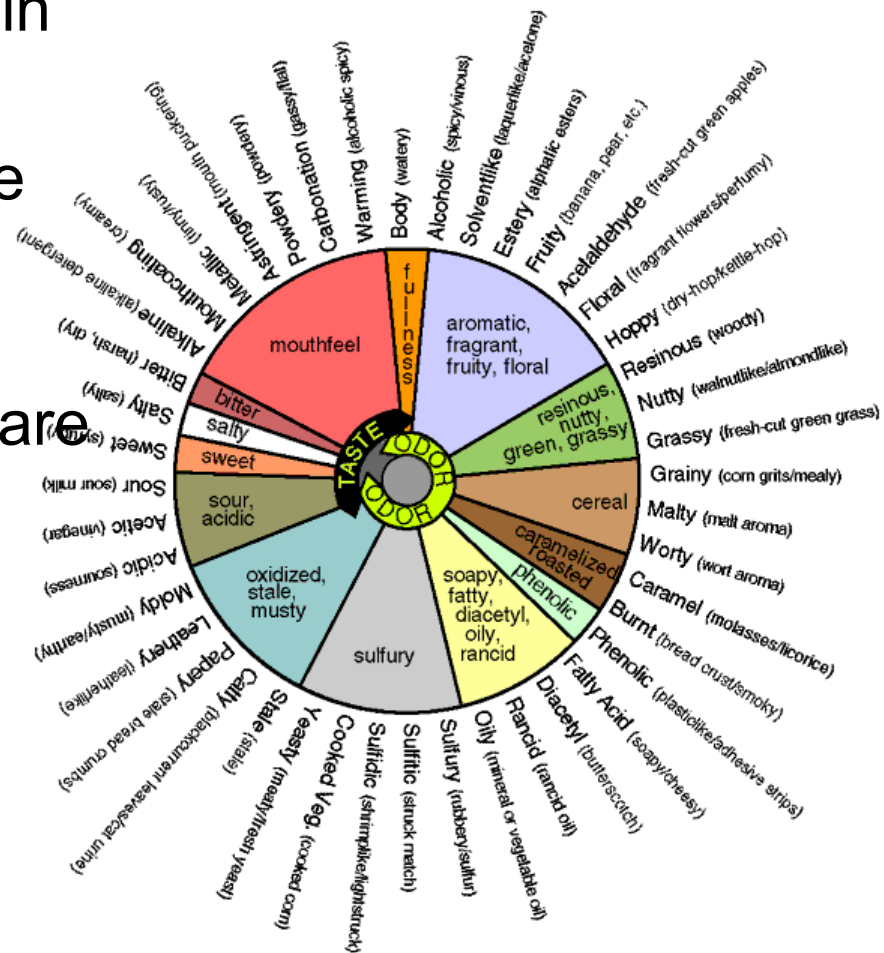 in
e
are
Body (watery)
Alcoholic (spicy/vinous)
Solventlike (laquerlike/acetone)
Estery (alphatic esters)
Fruity (banana, pear, etc.)
Acetaldehyde (fresh-cut green apples)
Floral (fragrant flowers/perfumy)
Hoppy (dry-hop/kettle-hop)
Resinous (woody)
Nutty (walnutlike/almondlike)
Grassy (fresh-cut green grass)
Grainy (corn grits/mealy)
Malty (malt aroma)
Worty (wort aroma)
Caramel (molasses/licorice)
Burnt (bread crust/smoky)
Phenolic (plasticlike/adhesive strips)
Fatty Acid (soapy/cheesy)
Diacetyl (butterscotch)
Rancid (rancid oil)
Oily (mineral or vegetable oil)
Sulfury (rubbery/sulfur)
Sulfitic (struck match)
Sulfidic (shrimplike/lightstruck)
Cooked Veg. (cooked corn)
Yeasty (meaty/fresh yeast)
Stale (stale)
Catty (blackcurrent leaves/cat urine)
Papery (stale bread crumbs)
Leathery (leatherlike)
Moldy (musty/earthy)
Acidic (sourness)
Acetic (vinegar)
Sour (sour milk)
Sweet
Salty (salty)
Bitter (harsh, dry)
Alkaline (alkaline detergent)
Mouthcoating (creamy)
Metallic (tinny/rusty)
Astringent (mouth puckering)
Powdery (powdery)
Carbonation (gassy/flat)
Warming (alcoholic spicy)
fullness
aromatic,
fragrant,
fruity, floral
resinous,
nutty,
green, grassy
cereal
caramelized
roasted
phenolic
soapy,
fatty,
diacetyl,
oily,
rancid
sulfury
oxidized,
stale,
musty
sour,
acidic
sweet
salty
bitter
mouthfeel
TASTE
ODOR
ODOR